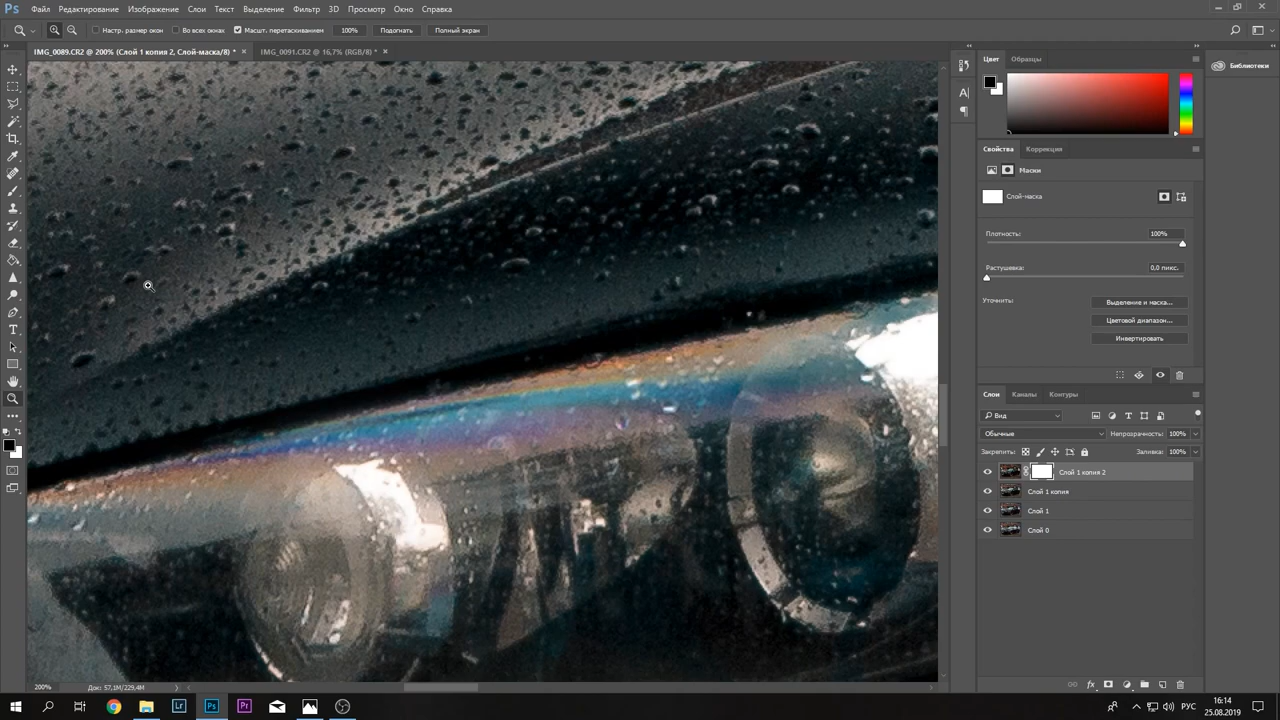 Ps Файл Редактирование Изображение Слои Текст Выделение Фильтр 3D Просмотр Окно Справка
Настр. размер окон Во всех окнах Масшт. перетаскиванием 100% Подогнать Полный экран
IMG_0089.CR2 @ 200% (Слой 1 копия 2, Слой-маска/8) * × IMG_0091.CR2 @ 16,7% (RGB/8) * ×
Цвет Образцы
Библиотеки
Свойства Коррекция
Маски
Слой-маска
Плотность: 100%
Растушевка: 0,0 пикс.
Уточнить: Выделение и маска...
Цветовой диапазон...
Инвертировать
Слои Каналы Контуры
Вид
Обычные Непрозрачность: 100%
Закрепить: Заливка: 100%
Слой 1 копия 2
Слой 1 копия
Слой 1
Слой 0
200% Док: 57,1M/229,4M
Lr Ps Pr РУС 16:14
25.08.2019